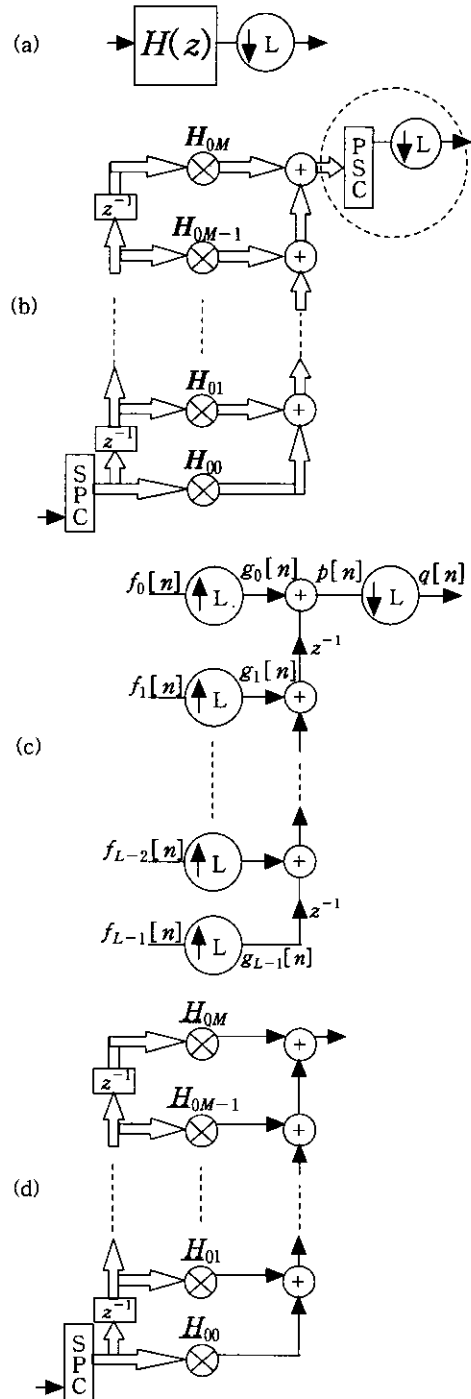 (a)
H(z)
L
H0M
P
S
C
L
z⁻¹
H0M−1
(b)
H01
z⁻¹
H00
S
P
C
f0[n]
L
g0[n]
p[n]
L
q[n]
z⁻¹
f1[n]
L
g1[n]
(c)
fL−2[n]
L
z⁻¹
fL−1[n]
L
gL−1[n]
H0M
z⁻¹
H0M−1
(d)
H01
z⁻¹
H00
S
P
C